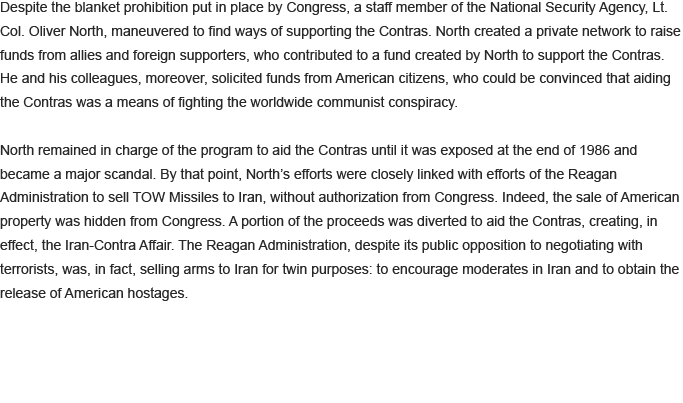 Despite the blanket prohibition put in place by Congress, a staff member of the National Security Agency, Lt.
Col. Oliver North, maneuvered to find ways of supporting the Contras. North created a private network to raise
funds from allies and foreign supporters, who contributed to a fund created by North to support the Contras.
He and his colleagues, moreover, solicited funds from American citizens, who could be convinced that aiding
the Contras was a means of fighting the worldwide communist conspiracy.

North remained in charge of the program to aid the Contras until it was exposed at the end of 1986 and
became a major scandal. By that point, North’s efforts were closely linked with efforts of the Reagan
Administration to sell TOW Missiles to Iran, without authorization from Congress. Indeed, the sale of American
property was hidden from Congress. A portion of the proceeds was diverted to aid the Contras, creating, in
effect, the Iran-Contra Affair. The Reagan Administration, despite its public opposition to negotiating with
terrorists, was, in fact, selling arms to Iran for twin purposes: to encourage moderates in Iran and to obtain the
release of American hostages.